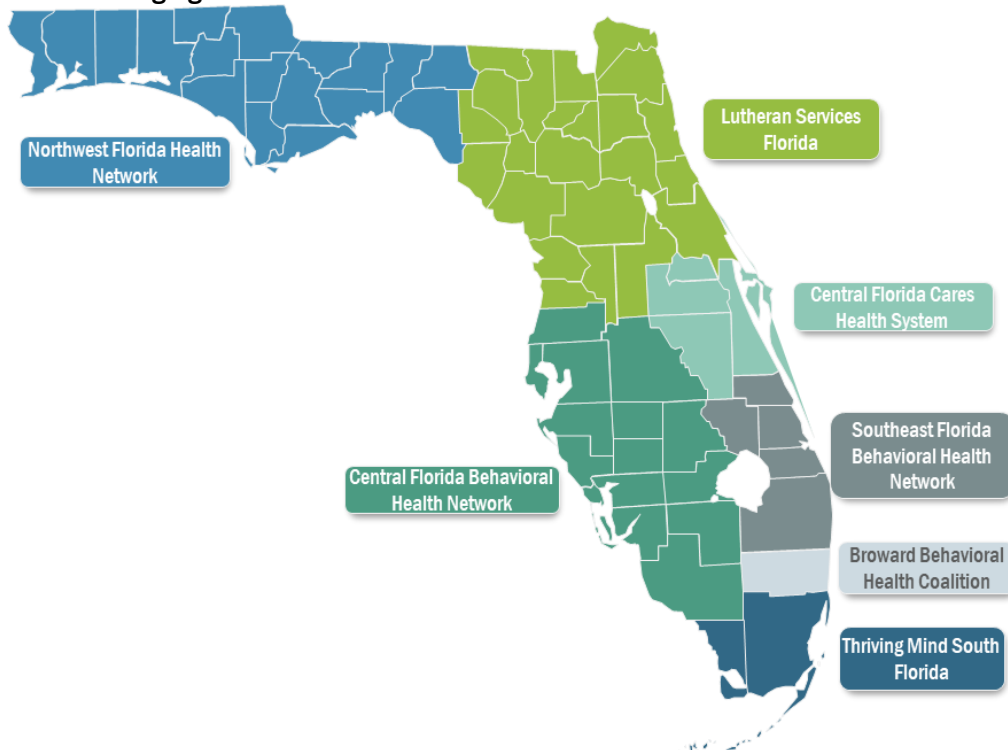 Northwest Florida Health
Network
Lutheran Services
Florida
Central Florida Cares
Health System
Southeast Florida
Behavioral Health
Network
Central Florida Behavioral
Health Network
Broward Behavioral
Health Coalition
Thriving Mind South
Florida